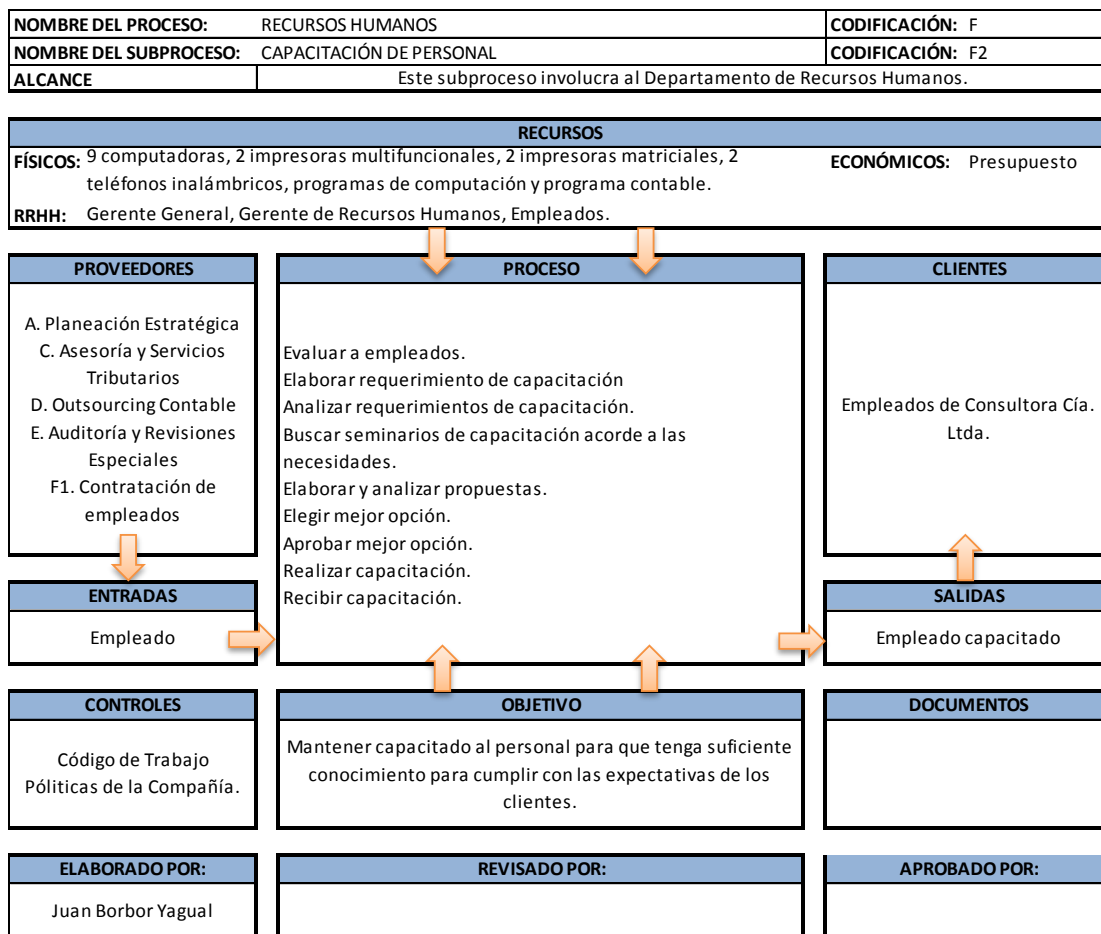 NOMBRE DEL PROCESO: RECURSOS HUMANOS CODIFICACIÓN: F
NOMBRE DEL SUBPROCESO: CAPACITACIÓN DE PERSONAL CODIFICACIÓN: F2
ALCANCE Este subproceso involucra al Departamento de Recursos Humanos.
RECURSOS
FÍSICOS: 9 computadoras, 2 impresoras multifuncionales, 2 impresoras matriciales, 2
teléfonos inalámbricos, programas de computación y programa contable.
ECONÓMICOS: Presupuesto
RRHH: Gerente General, Gerente de Recursos Humanos, Empleados.
PROVEEDORES
A. Planeación Estratégica
C. Asesoría y Servicios
Tributarios
D. Outsourcing Contable
E. Auditoría y Revisiones
Especiales
F1. Contratación de
empleados
ENTRADAS
Empleado
PROCESO
Evaluar a empleados.
Elaborar requerimiento de capacitación
Analizar requerimientos de capacitación.
Buscar seminarios de capacitación acorde a las
necesidades.
Elaborar y analizar propuestas.
Elegir mejor opción.
Aprobar mejor opción.
Realizar capacitación.
Recibir capacitación.
CLIENTES
Empleados de Consultora Cía.
Ltda.
SALIDAS
Empleado capacitado
CONTROLES
Código de Trabajo
Póliticas de la Compañía.
OBJETIVO
Mantener capacitado al personal para que tenga suficiente
conocimiento para cumplir con las expectativas de los
clientes.
DOCUMENTOS
ELABORADO POR:
Juan Borbor Yagual
REVISADO POR:
APROBADO POR: